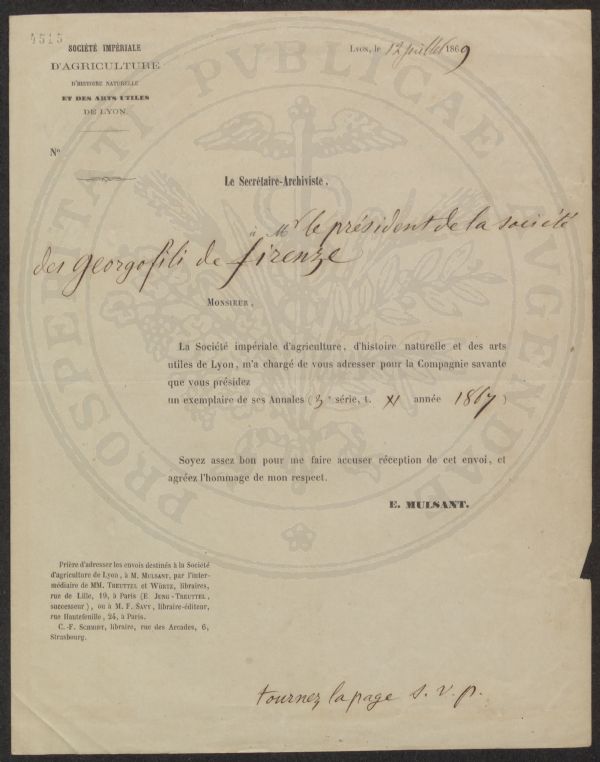 4515
SOCIÉTÉ IMPÉRIALE
D'AGRICULTURE
D'HISTOIRE NATURELLE
ET DES ARTS UTILES
DE LYON.
Lyon, le 12 juillet 1869
N°
Le Secrétaire-Archiviste,
à Mr le président de la société
des georgofili de firenze
MONSIEUR,
La Société impériale d'agriculture, d'histoire naturelle et des arts
utiles de Lyon, m'a chargé de vous adresser pour la Compagnie savante
que vous présidez
un exemplaire de ses Annales (3e série, t. XI année 1867)
Soyez assez bon pour me faire accuser réception de cet envoi, et
agréez l'hommage de mon respect.
E. MULSANT.
Prière d'adresser les envois destinés à la Société
d'agriculture de Lyon, à M. MULSANT, par l'inter-
médiaire de MM. TREUTTEL et WÜRTZ, libraires,
rue de Lille, 19, à Paris (E. JUNG-TREUTTEL,
successeur), ou à M. F. SAVY, libraire-éditeur,
rue Hautefeuille, 24, à Paris.
C.-F. SCHMIDT, libraire, rue des Arcades, 6,
Strasbourg.
tournez la page s. v. p.
PROSPERITATI PUBLICAE AUGENDAE